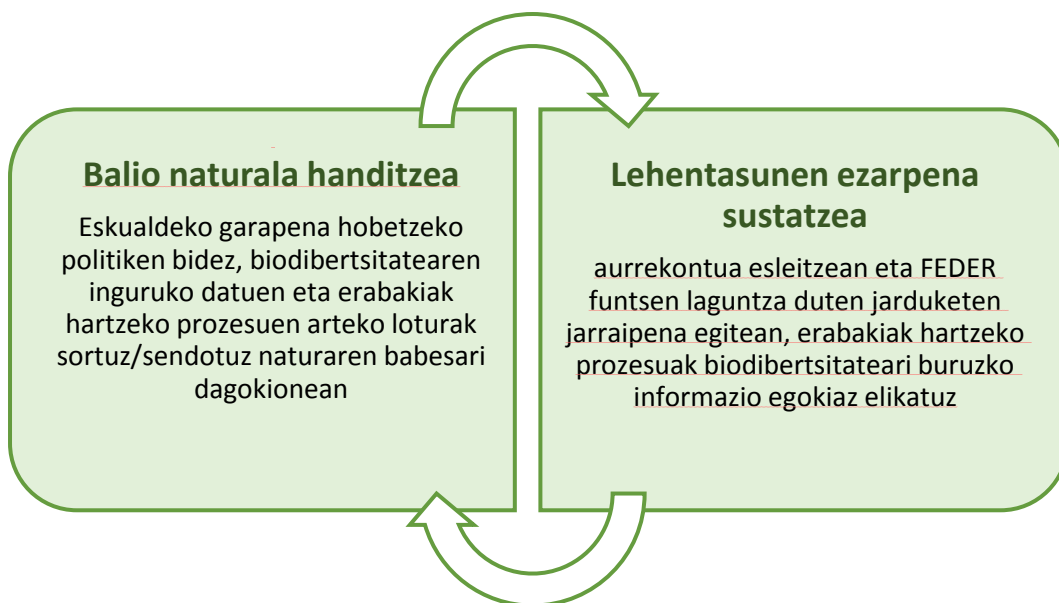 Balio naturala handitzea
Eskualdeko garapena hobetzeko
politiken bidez, biodibertsitatearen
inguruko datuen eta erabakiak
hartzeko prozesuen arteko loturak
sortuz/sendotuz naturaren babesari
dagokionean
Lehentasunen ezarpena
sustatzea
aurrekontua esleitzean eta FEDER
funtsen laguntza duten jarduketen
jarraipena egitean, erabakiak hartzeko
prozesuak biodibertsitateari buruzko
informazio egokiaz elikatuz